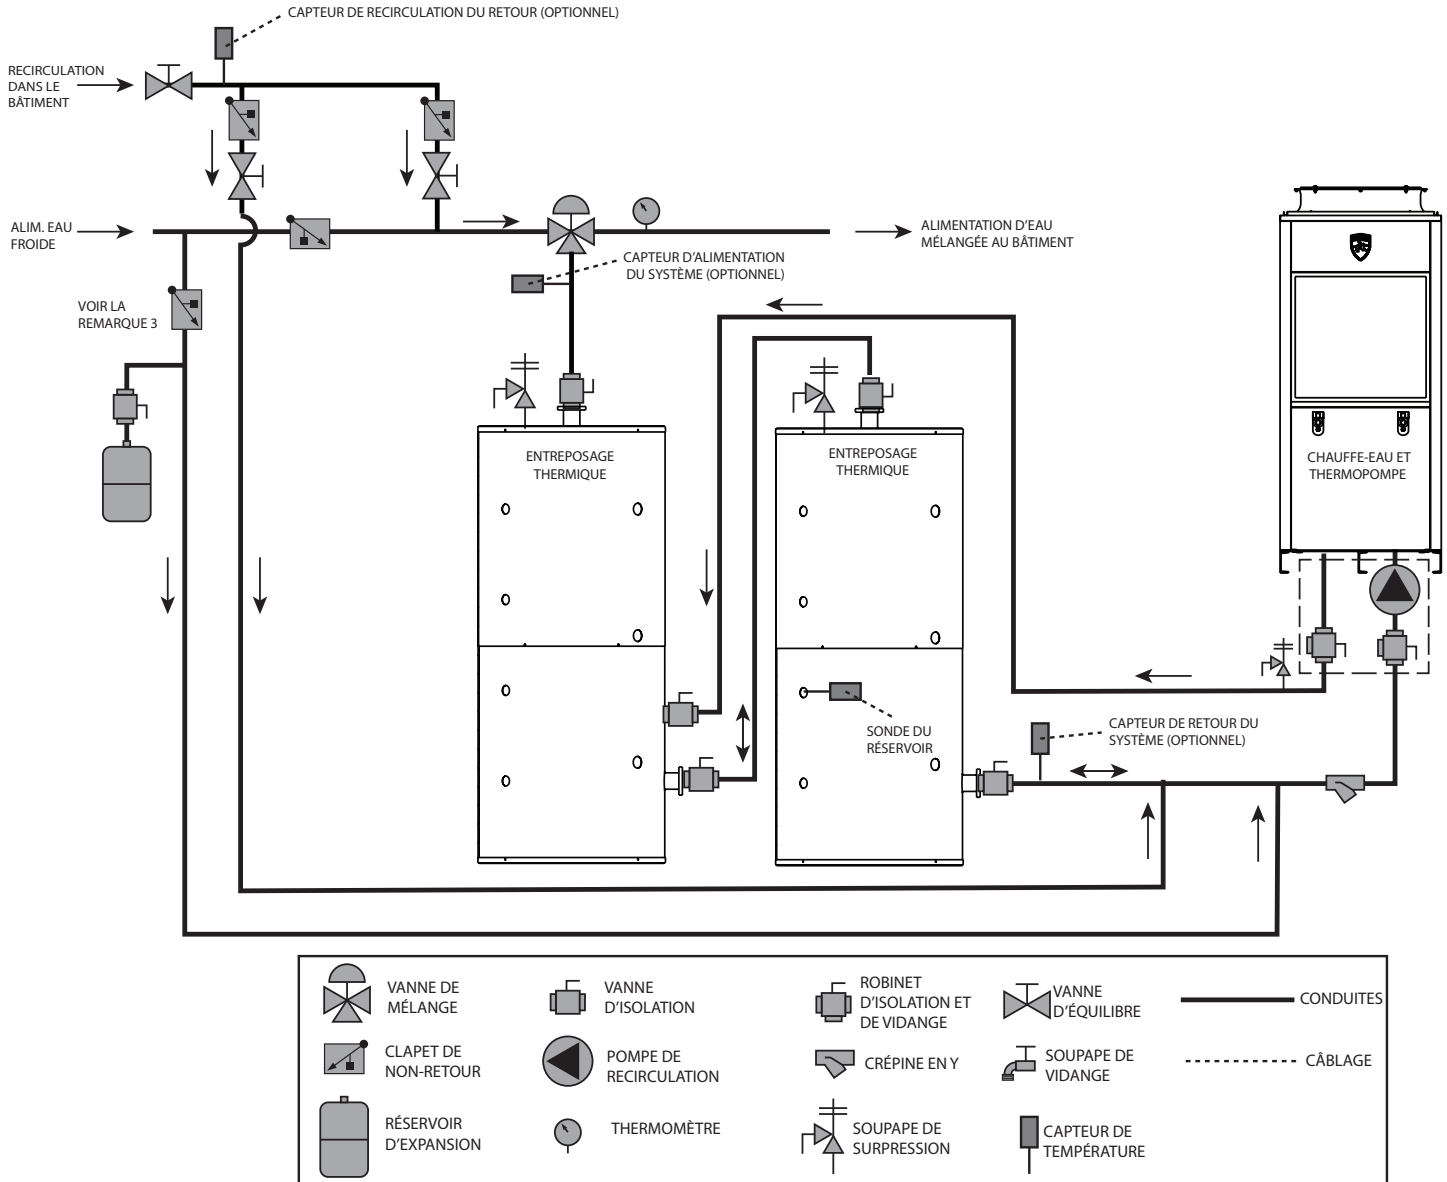 CAPTEUR DE RECIRCULATION DU RETOUR (OPTIONNEL)
RECIRCULATION
DANS LE
BÂTIMENT
ALIM. EAU
FROIDE
ALIMENTATION D'EAU
MÉLANGÉE AU BÂTIMENT
CAPTEUR D'ALIMENTATION
DU SYSTÈME (OPTIONNEL)
VOIR LA
REMARQUE 3
ENTREPOSAGE
THERMIQUE
ENTREPOSAGE
THERMIQUE
CHAUFFE-EAU ET
THERMOPOMPE
SONDE DU
RÉSERVOIR
CAPTEUR DE RETOUR DU
SYSTÈME (OPTIONNEL)
VANNE DE
MÉLANGE
VANNE
D'ISOLATION
ROBINET
D'ISOLATION ET
DE VIDANGE
VANNE
D'ÉQUILIBRE
CONDUITES
CLAPET DE
NON-RETOUR
POMPE DE
RECIRCULATION
CRÉPINE EN Y
SOUPAPE DE
VIDANGE
CÂBLAGE
RÉSERVOIR
D'EXPANSION
THERMOMÈTRE
SOUPAPE DE
SURPRESSION
CAPTEUR DE
TEMPÉRATURE